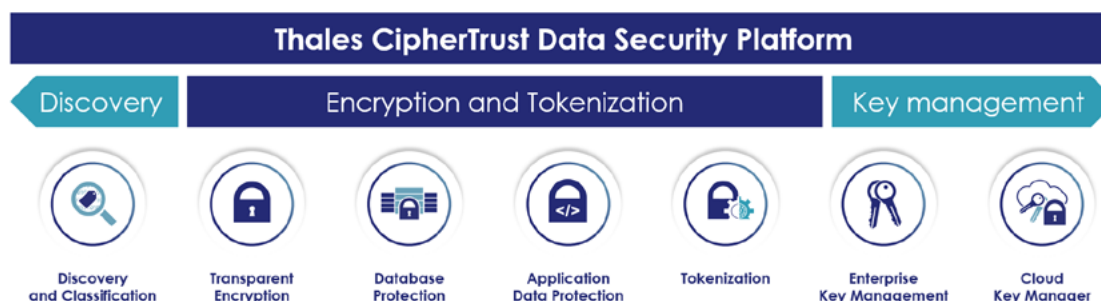 Thales CipherTrust Data Security Platform
Discovery
Encryption and Tokenization
Key management
</>
Discovery
and Classification
Transparent
Encryption
Database
Protection
Application
Data Protection
Tokenization
Enterprise
Key Management
Cloud
Key Manager